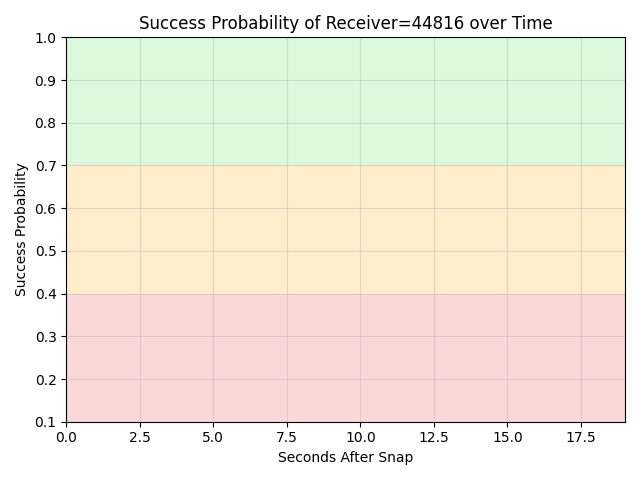 Success Probability of Receiver=44816 over Time
1.0
0.9
0.8
0.7
0.6
0.5
0.4
0.3
0.2
0.1
Success Probability
0.0 2.5 5.0 7.5 10.0 12.5 15.0 17.5
Seconds After Snap